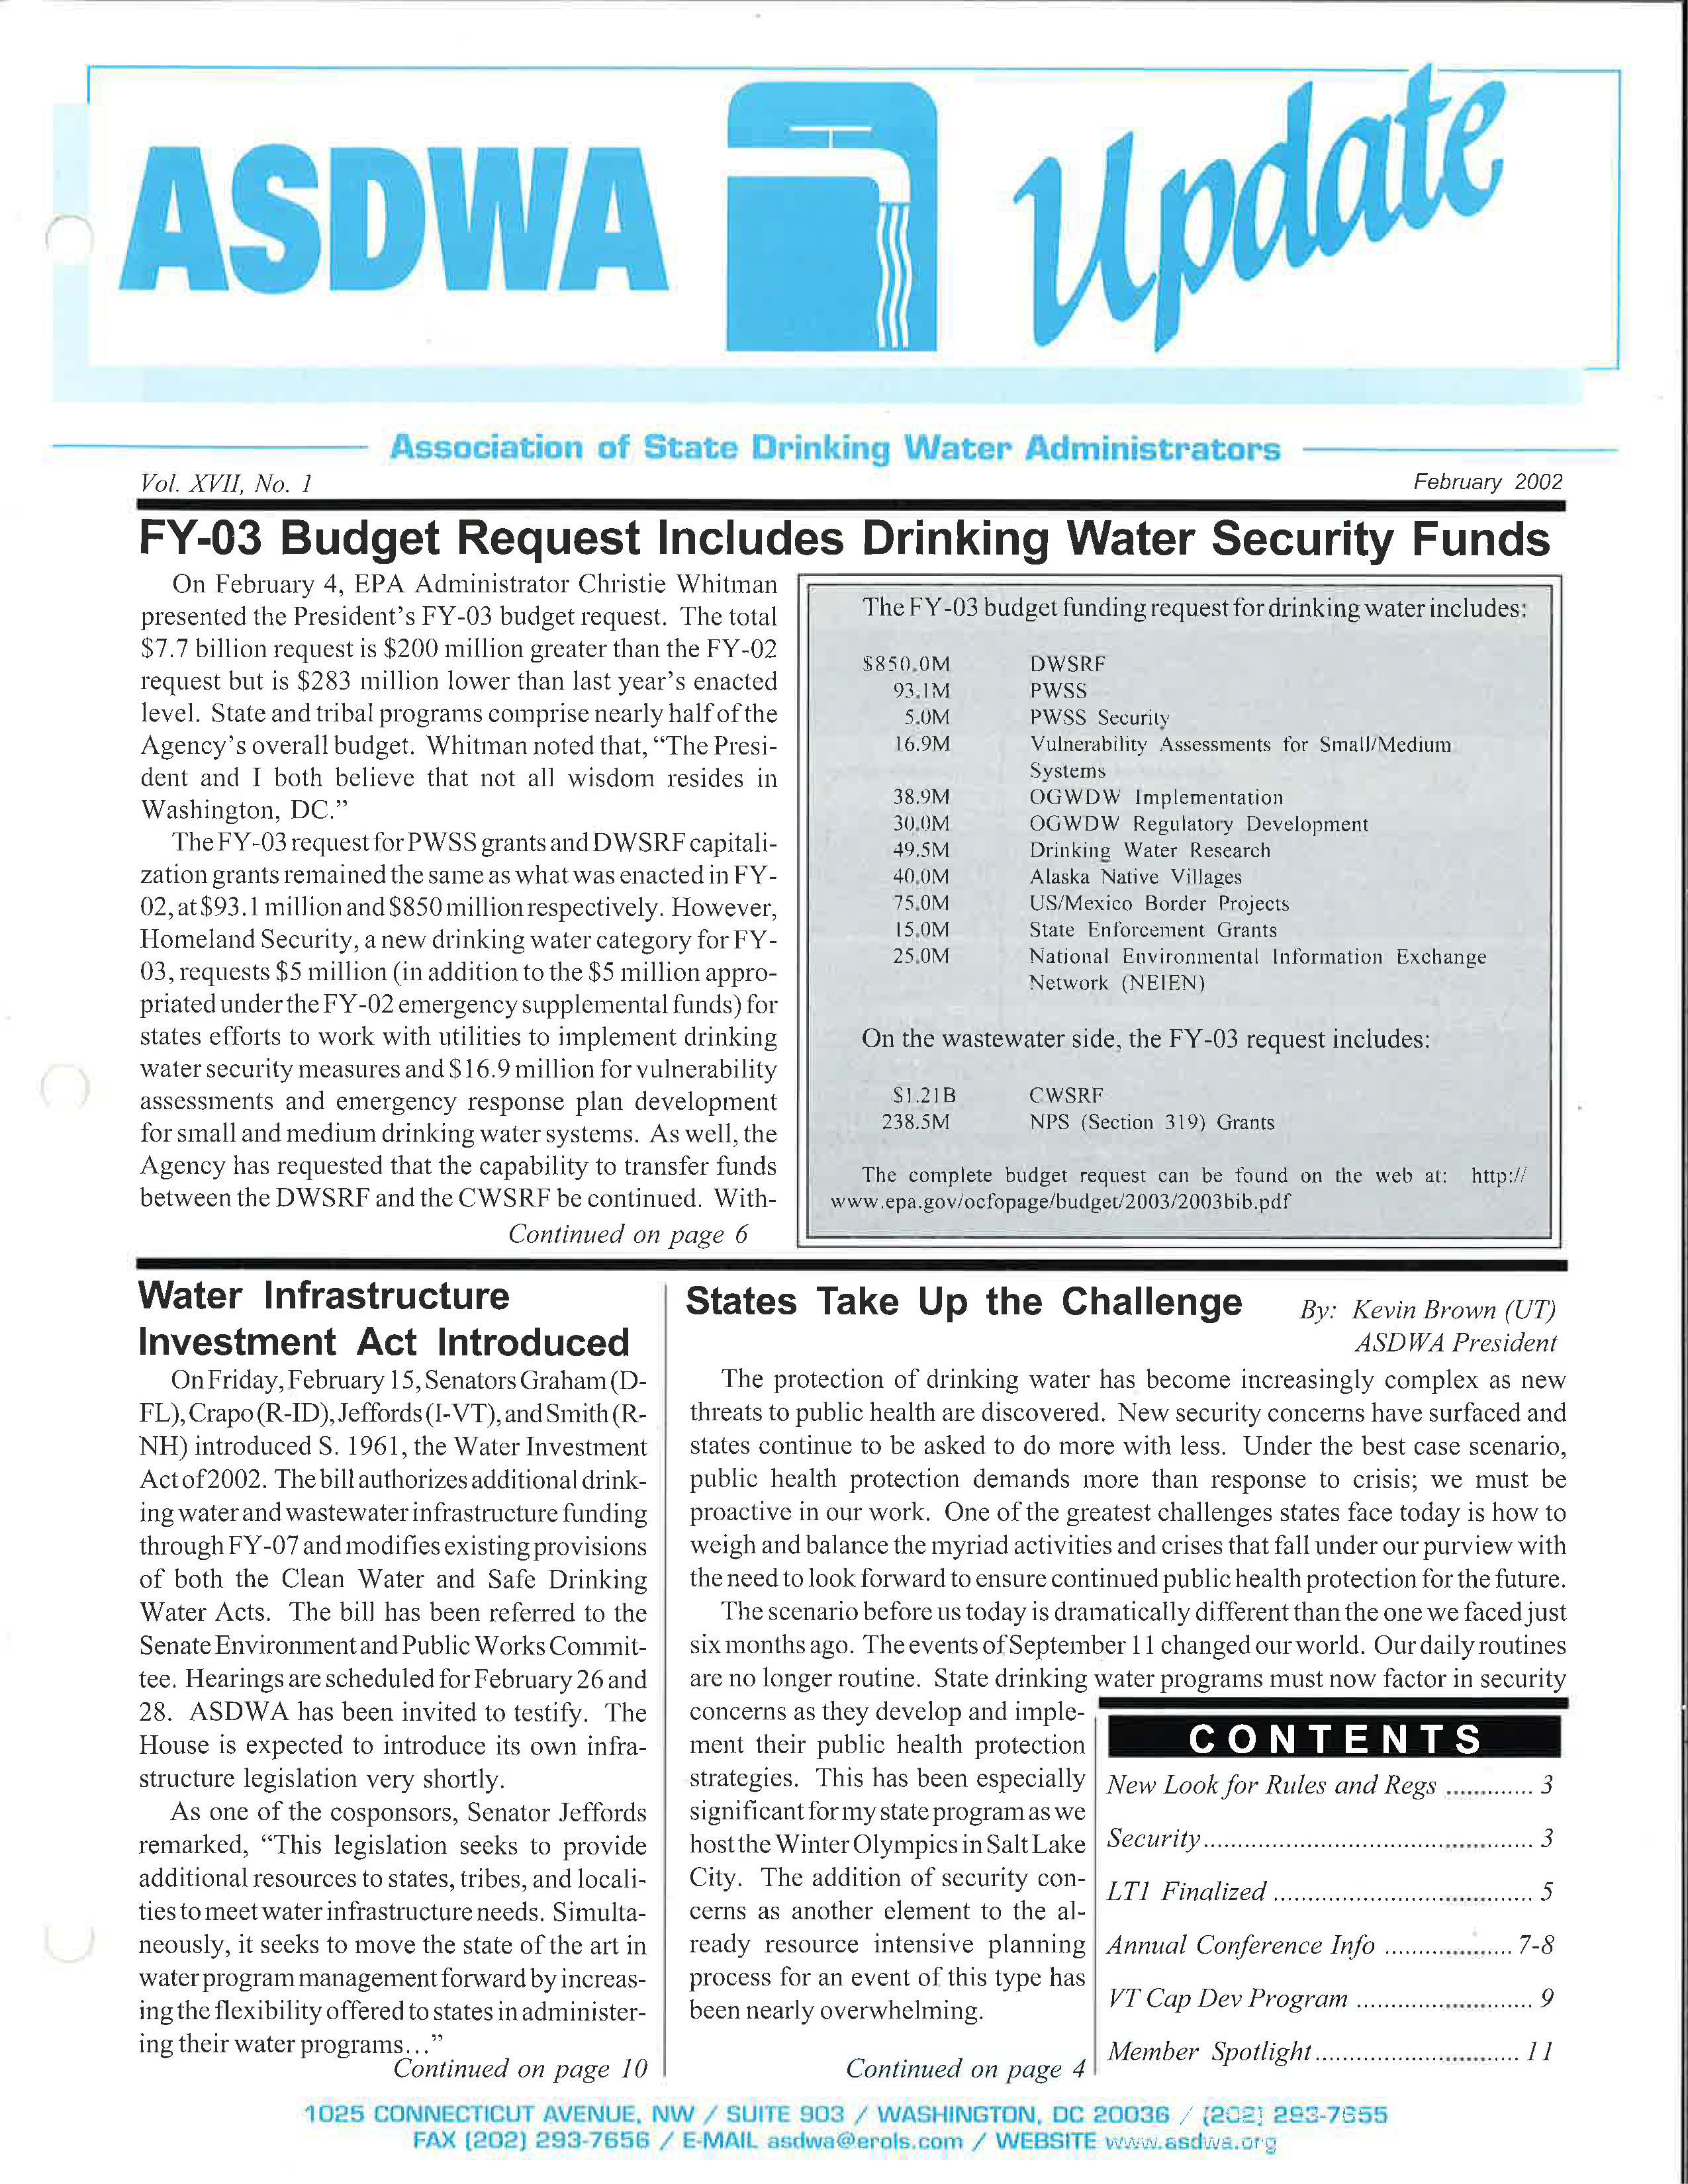 ASDWA Update
Association of State Drinking Water Administrators
Vol. XVII, No. 1
February 2002
FY-03 Budget Request Includes Drinking Water Security Funds
On February 4, EPA Administrator Christie Whitman
presented the President's FY-03 budget request. The total
$7.7 billion request is $200 million greater than the FY-02
request but is $283 million lower than last year's enacted
level. State and tribal programs comprise nearly half of the
Agency's overall budget. Whitman noted that, “The Presi-
dent and I both believe that not all wisdom resides in
Washington, DC.”
The FY-03 request for PWSS grants and DWSRF capitali-
zation grants remained the same as what was enacted in FY-
02, at $93.1 million and $850 million respectively. However,
Homeland Security, a new drinking water category for FY-
03, requests $5 million (in addition to the $5 million appro-
priated under the FY-02 emergency supplemental funds) for
states efforts to work with utilities to implement drinking
water security measures and $16.9 million for vulnerability
assessments and emergency response plan development
for small and medium drinking water systems. As well, the
Agency has requested that the capability to transfer funds
between the DWSRF and the CWSRF be continued. With-
Continued on page 6
The FY-03 budget funding request for drinking water includes:
$850.0M DWSRF
93.1M PWSS
5.0M PWSS Security
16.9M Vulnerability Assessments for Small/Medium
Systems
38.9M OGWDW Implementation
30.0M OGWDW Regulatory Development
49.5M Drinking Water Research
40.0M Alaska Native Villages
75.0M US/Mexico Border Projects
15.0M State Enforcement Grants
25.0M National Environmental Information Exchange
Network (NEIEN)
On the wastewater side, the FY-03 request includes:
$1.21B CWSRF
238.5M NPS (Section 319) Grants
The complete budget request can be found on the web at: http://
www.epa.gov/ocfopage/budget/2003/2003bib.pdf
Water Infrastructure
Investment Act Introduced
On Friday, February 15, Senators Graham (D-
FL), Crapo (R-ID), Jeffords (I-VT), and Smith (R-
NH) introduced S. 1961, the Water Investment
Act of 2002. The bill authorizes additional drink-
ing water and wastewater infrastructure funding
through FY-07 and modifies existing provisions
of both the Clean Water and Safe Drinking
Water Acts. The bill has been referred to the
Senate Environment and Public Works Commit-
tee. Hearings are scheduled for February 26 and
28. ASDWA has been invited to testify. The
House is expected to introduce its own infra-
structure legislation very shortly.
As one of the cosponsors, Senator Jeffords
remarked, “This legislation seeks to provide
additional resources to states, tribes, and locali-
ties to meet water infrastructure needs. Simulta-
neously, it seeks to move the state of the art in
water program management forward by increas-
ing the flexibility offered to states in administer-
ing their water programs...”
Continued on page 10
States Take Up the Challenge
By: Kevin Brown (UT)
ASDWA President
The protection of drinking water has become increasingly complex as new
threats to public health are discovered. New security concerns have surfaced and
states continue to be asked to do more with less. Under the best case scenario,
public health protection demands more than response to crisis; we must be
proactive in our work. One of the greatest challenges states face today is how to
weigh and balance the myriad activities and crises that fall under our purview with
the need to look forward to ensure continued public health protection for the future.
The scenario before us today is dramatically different than the one we faced just
six months ago. The events of September 11 changed our world. Our daily routines
are no longer routine. State drinking water programs must now factor in security
concerns as they develop and imple-
ment their public health protection
strategies. This has been especially
significant for my state program as we
host the Winter Olympics in Salt Lake
City. The addition of security con-
cerns as another element to the al-
ready resource intensive planning
process for an event of this type has
been nearly overwhelming.
Continued on page 4
CONTENTS
New Look for Rules and Regs ............. 3
Security................................................ 3
LT1 Finalized ...................................... 5
Annual Conference Info ................... 7-8
VT Cap Dev Program .......................... 9
Member Spotlight.............................. 11
1025 CONNECTICUT AVENUE, NW / SUITE 903 / WASHINGTON, DC 20036 / (202) 293-7655
FAX (202) 293-7656 / E-MAIL asdwa@erols.com / WEBSITE www.asdwa.org